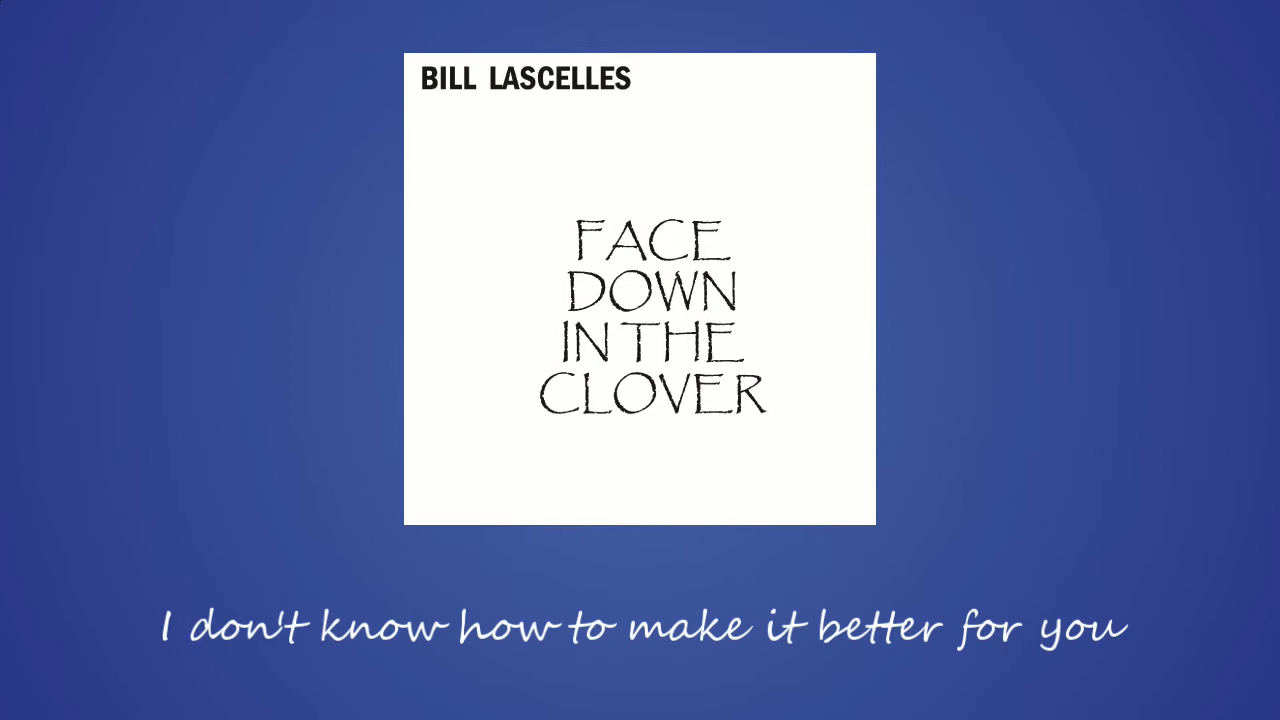 BILL LASCELLES
FACE
DOWN
IN THE
CLOVER
I don't know how to make it better for you